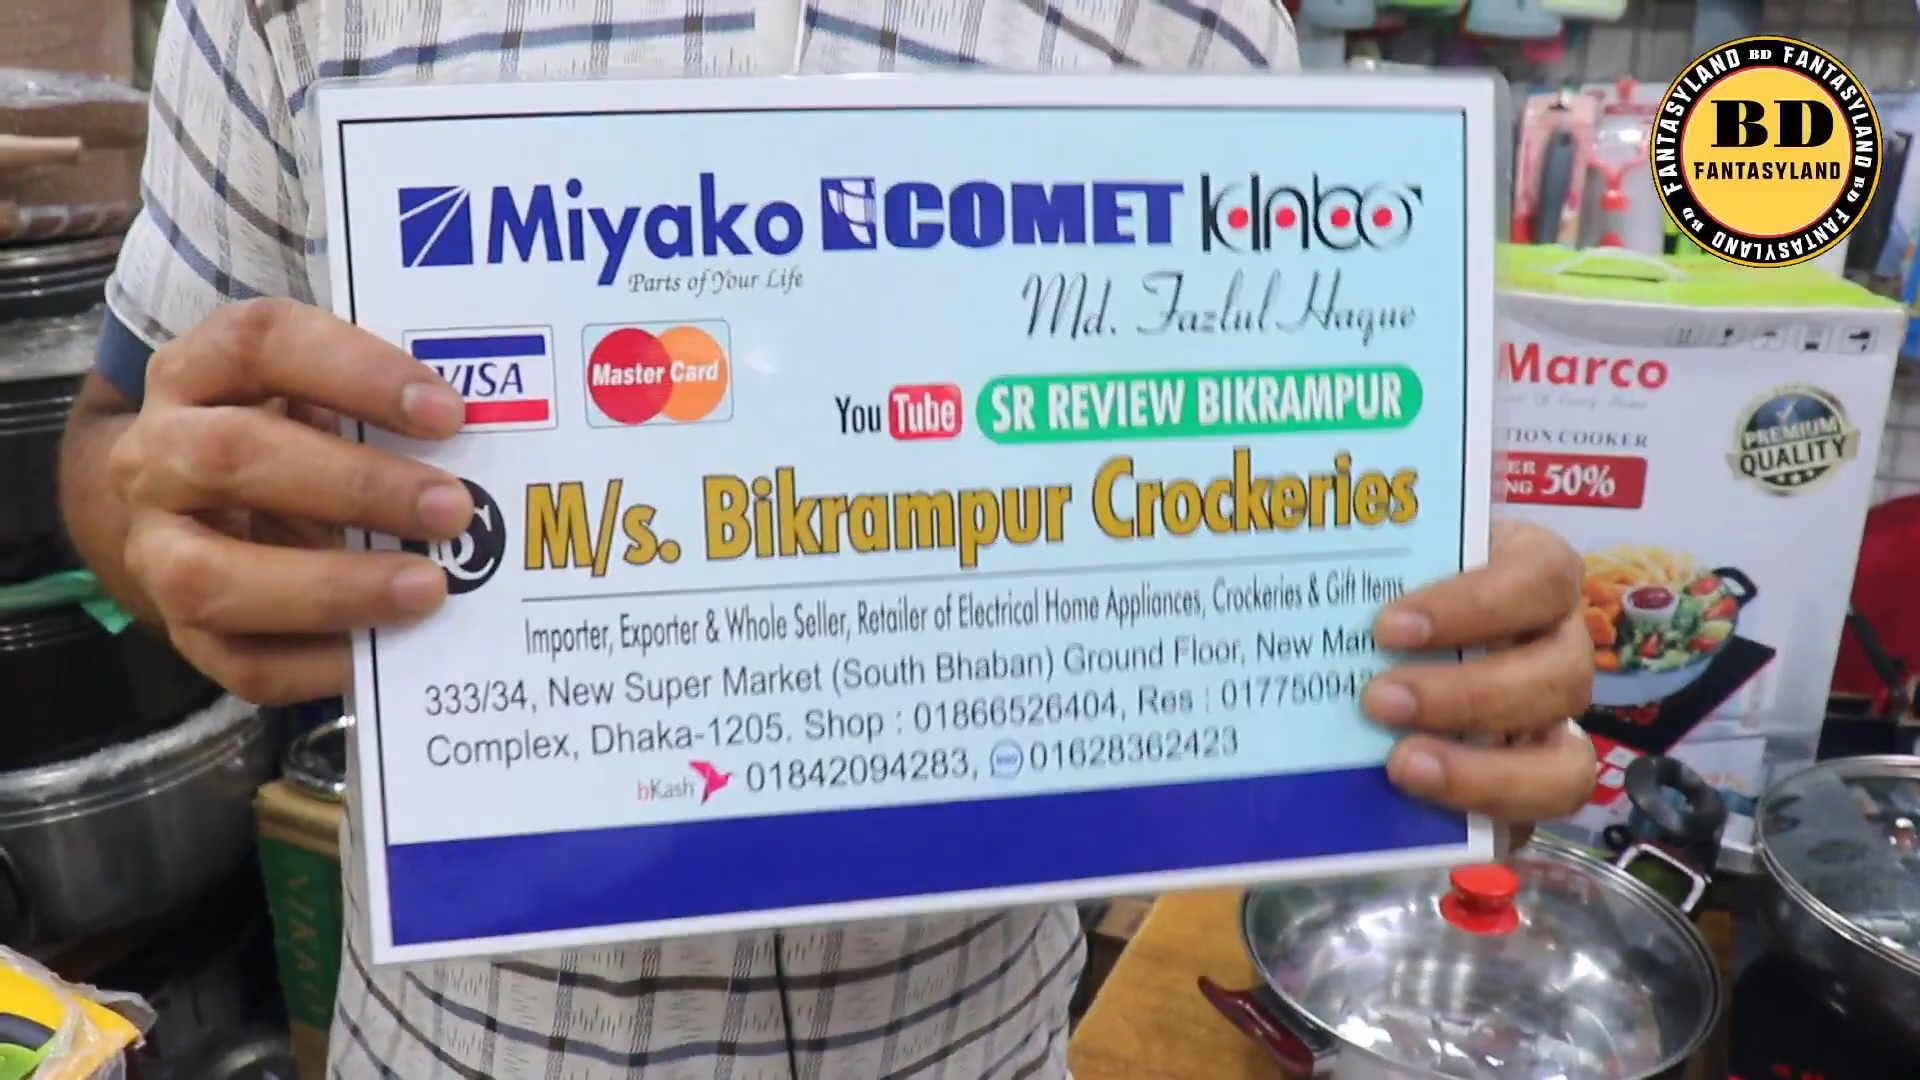 Miyako COMET kinbo
Parts of Your Life
Md. Fazlul Haque
VISA MasterCard
You Tube SR REVIEW BIKRAMPUR
M/s. Bikrampur Crockeries
Importer, Exporter & Whole Seller, Retailer of Electrical Home Appliances, Crockeries & Gift Items
333/34, New Super Market (South Bhaban) Ground Floor, New
Complex, Dhaka-1205. Shop : 01866526404, Res :
bKash 01842094283, 01628362423
FANTASYLAND BD FANTASYLAND BD FANTASYLAND BD
BD
FANTASYLAND
Marco
COOKER
50%
PREMIUM
QUALITY